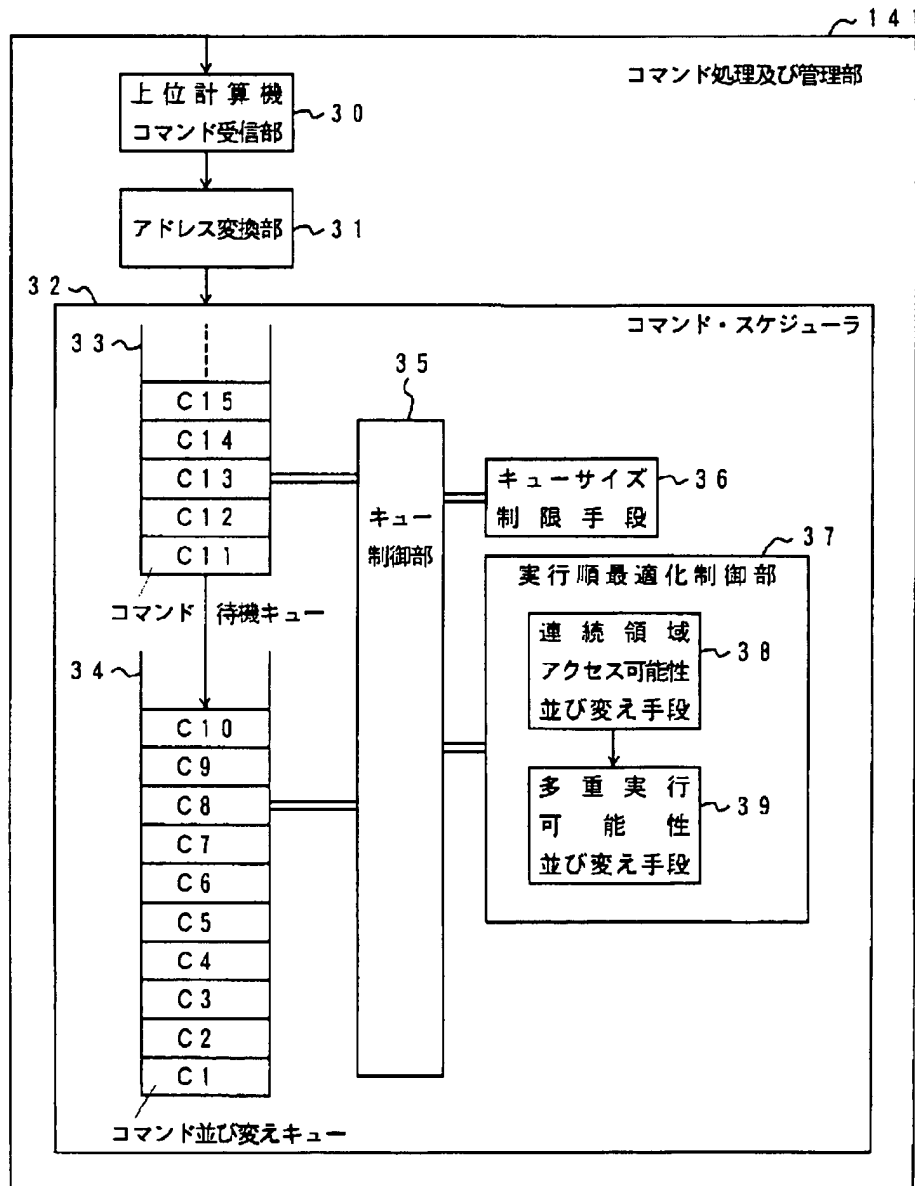 141
コマンド処理及び管理部
上位計算機
コマンド受信部
30
アドレス変換部
31
32
コマンド・スケジューラ
33
C15
C14
C13
C12
C11
コマンド 待機キュー
34
C10
C9
C8
C7
C6
C5
C4
C3
C2
C1
コマンド並び変えキュー
35
キュー
制御部
キューサイズ
制限手段
36
37
実行順最適化制御部
連続領域
アクセス可能性
並び変え手段
38
多重実行
可能性
並び変え手段
39